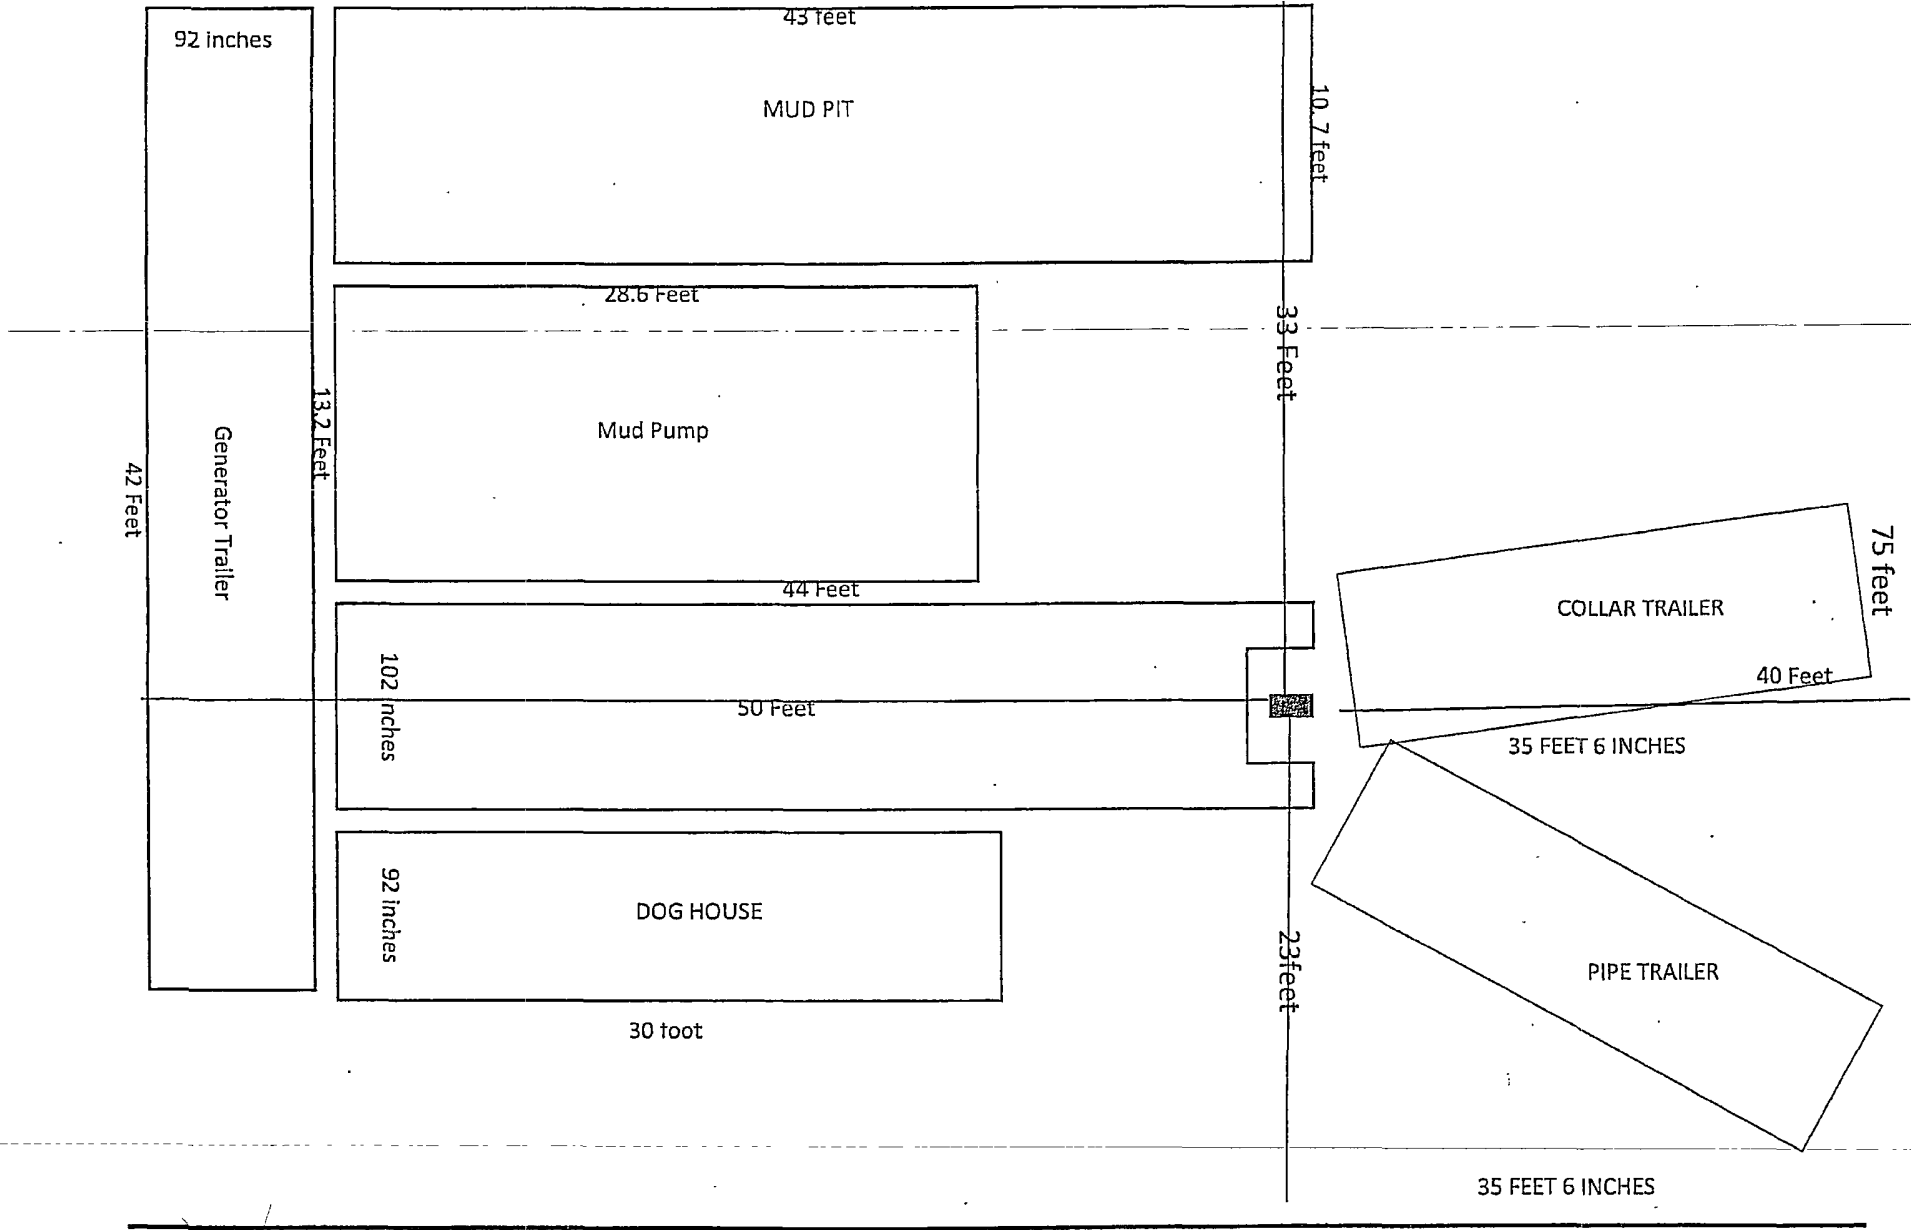 43 feet
92 inches
MUD PIT
10.7 feet
28.6 Feet
33 Feet
13.2 Feet
Mud Pump
Generator Trailer
42 Feet
75 feet
44 Feet
COLLAR TRAILER
102 inches
40 Feet
50 Feet
35 FEET 6 INCHES
92 inches
DOG HOUSE
23feet
PIPE TRAILER
30 foot
35 FEET 6 INCHES